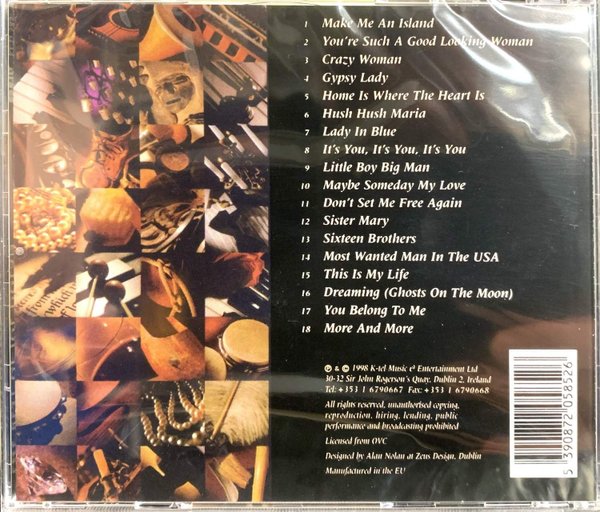 1 Make Me An Island
2 You're Such A Good Looking Woman
3 Crazy Woman
4 Gypsy Lady
5 Home Is Where The Heart Is
6 Hush Hush Maria
7 Lady In Blue
8 It's You, It's You, It's You
9 Little Boy Big Man
10 Maybe Someday My Love
11 Don't Set Me Free Again
12 Sister Mary
13 Sixteen Brothers
14 Most Wanted Man In The USA
15 This Is My Life
16 Dreaming (Ghosts On The Moon)
17 You Belong To Me
18 More And More
℗ & © 1998 K-tel Music & Entertainment Ltd
30-32 Sir John Rogerson's Quay, Dublin 2, Ireland
Tel: +353 1 6790667 Fax: +353 1 6790668
All rights reserved, unauthorised copying,
reproduction, hiring, lending, public
performance and broadcasting prohibited
Licensed from OVC
Designed by Alan Nolan at Zeus Design, Dublin
Manufactured in the EU
5 390872 058526